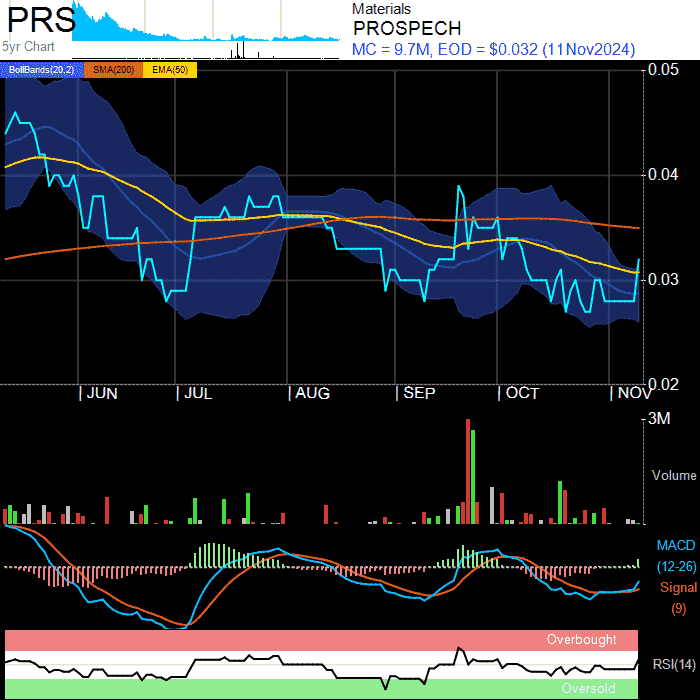 PRS
5yr Chart
Materials
PROSPECH
MC = 9.7M, EOD = $0.032 (11Nov2024)
BollBands(20,2) SMA(200) EMA(50)
0.05
0.04
0.03
0.02
JUN JUL AUG SEP OCT NOV
3M
Volume
MACD
(12-26)
Signal
(9)
Overbought
RSI(14)
Oversold